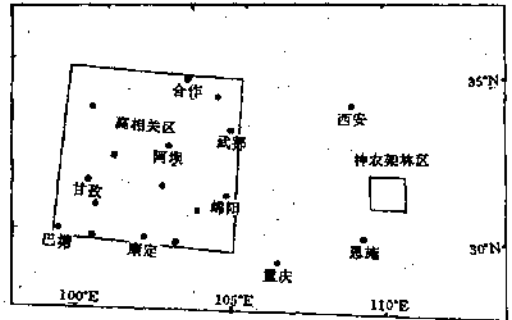 35°N
合作
高相关区
西安
武都
阿坝
神农架林区
甘孜
绵阳
巴塘
康定
恩施
30°N
重庆
100°E
105°E
110°E